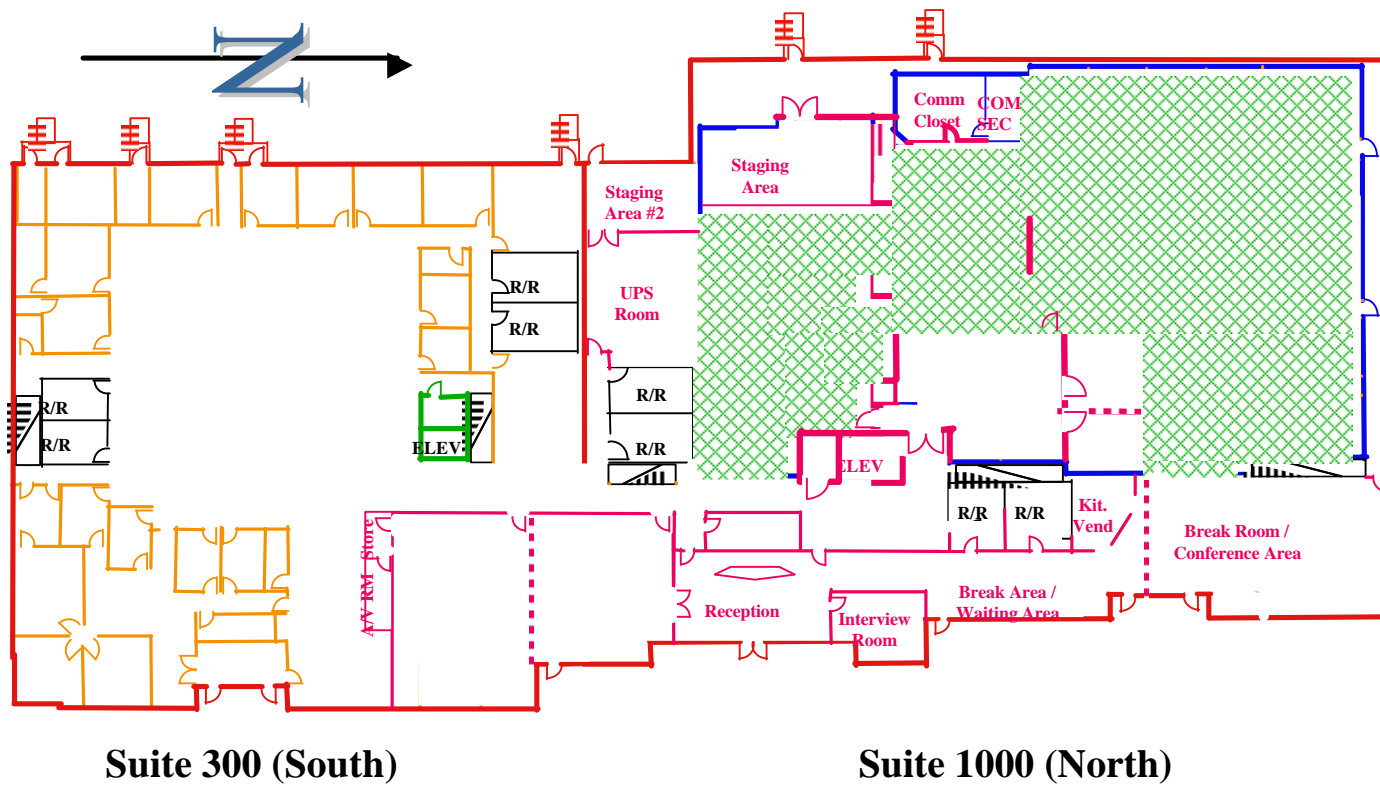 N
Comm
Closet
COM
SEC
Staging
Area
Staging
Area #2
UPS
Room
R/R
R/R
R/R
R/R
R/R
R/R
ELEV
ELEV
R/R
R/R
Kit.
Vend
Break Room /
Conference Area
A/V RM Store
Reception
Interview
Room
Break Area /
Waiting Area
Suite 300 (South)
Suite 1000 (North)